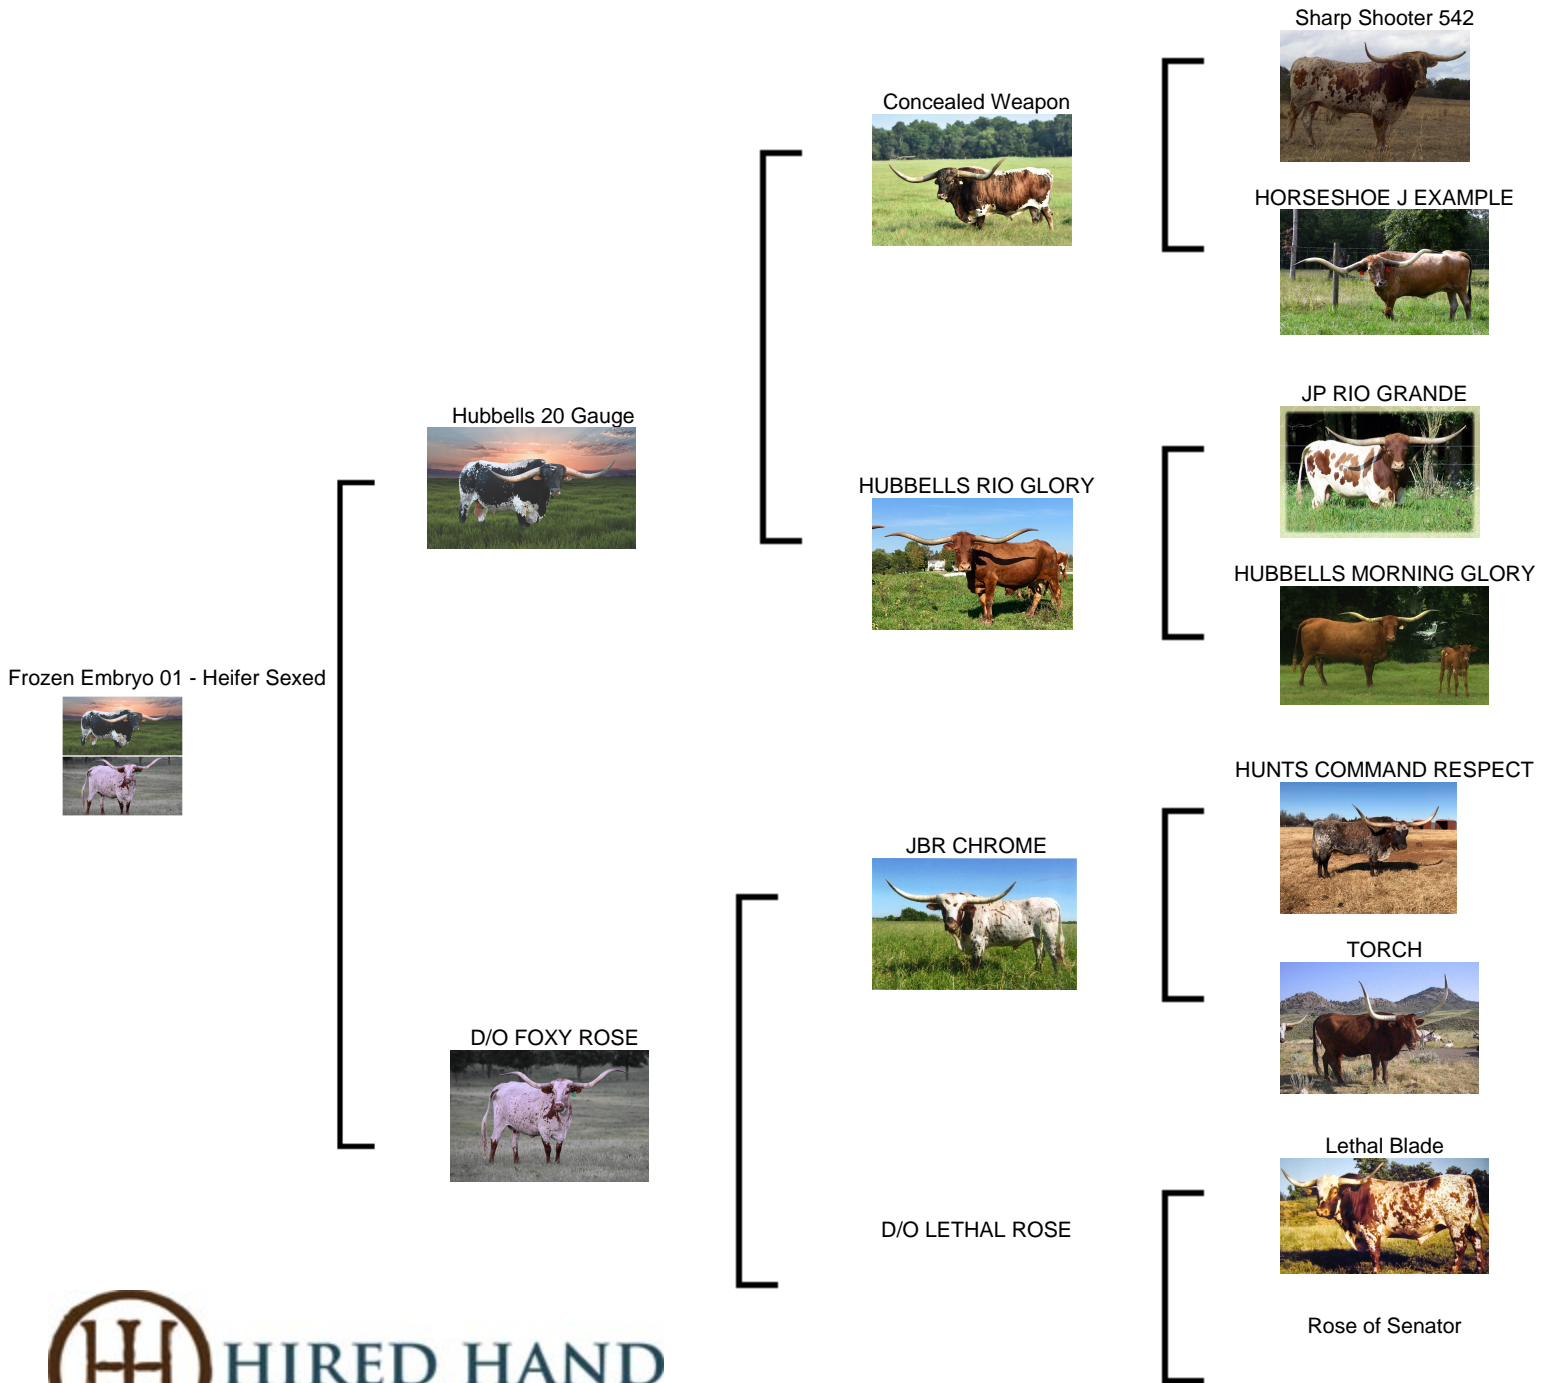 Sharp Shooter 542
Concealed Weapon
HORSESHOE J EXAMPLE
JP RIO GRANDE
Hubbells 20 Gauge
HUBBELLS RIO GLORY
HUBBELLS MORNING GLORY
Frozen Embryo 01 - Heifer Sexed
HUNTS COMMAND RESPECT
JBR CHROME
TORCH
D/O FOXY ROSE
Lethal Blade
D/O LETHAL ROSE
Rose of Senator
HIRED HAND